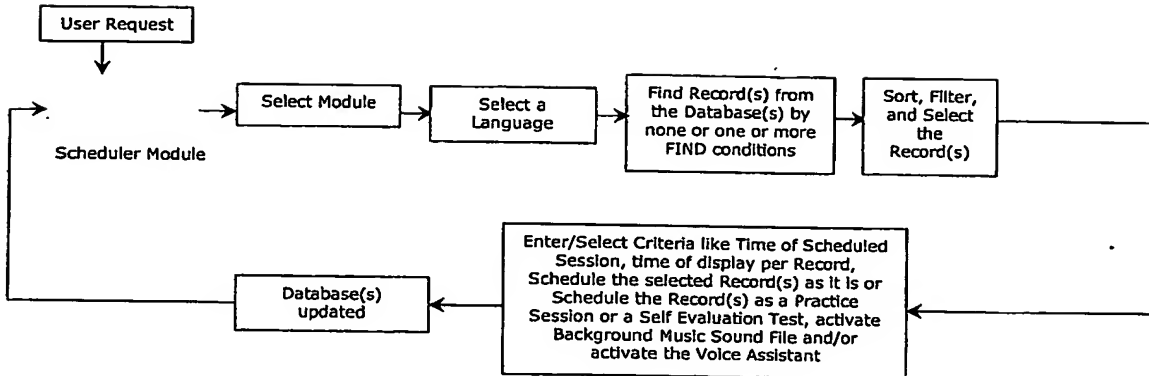 User Request
Scheduler Module
Select Module
Select a
Language
Find Record(s) from
the Database(s) by
none or one or more
FIND conditions
Sort, Filter,
and Select
the
Record(s)
Enter/Select Criteria like Time of Scheduled
Session, time of display per Record,
Schedule the selected Record(s) as it is or
Schedule the Record(s) as a Practice
Session or a Self Evaluation Test, activate
Background Music Sound File and/or
activate the Voice Assistant
Database(s)
updated